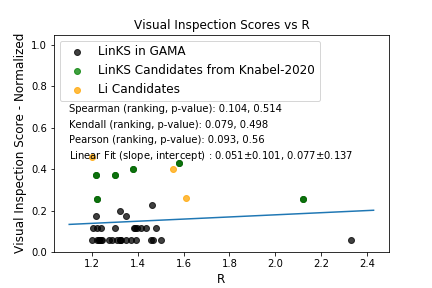 Visual Inspection Scores vs R
Visual Inspection Score - Normalized
1.0
0.8
0.6
0.4
0.2
0.0
LinKS in GAMA
LinKS Candidates from Knabel-2020
Li Candidates
Spearman (ranking, p-value): 0.104, 0.514
Kendall (ranking, p-value): 0.079, 0.498
Pearson (ranking, p-value): 0.093, 0.56
Linear Fit (slope, intercept) : 0.051±0.101, 0.077±0.137
1.2 1.4 1.6 1.8 2.0 2.2 2.4
R